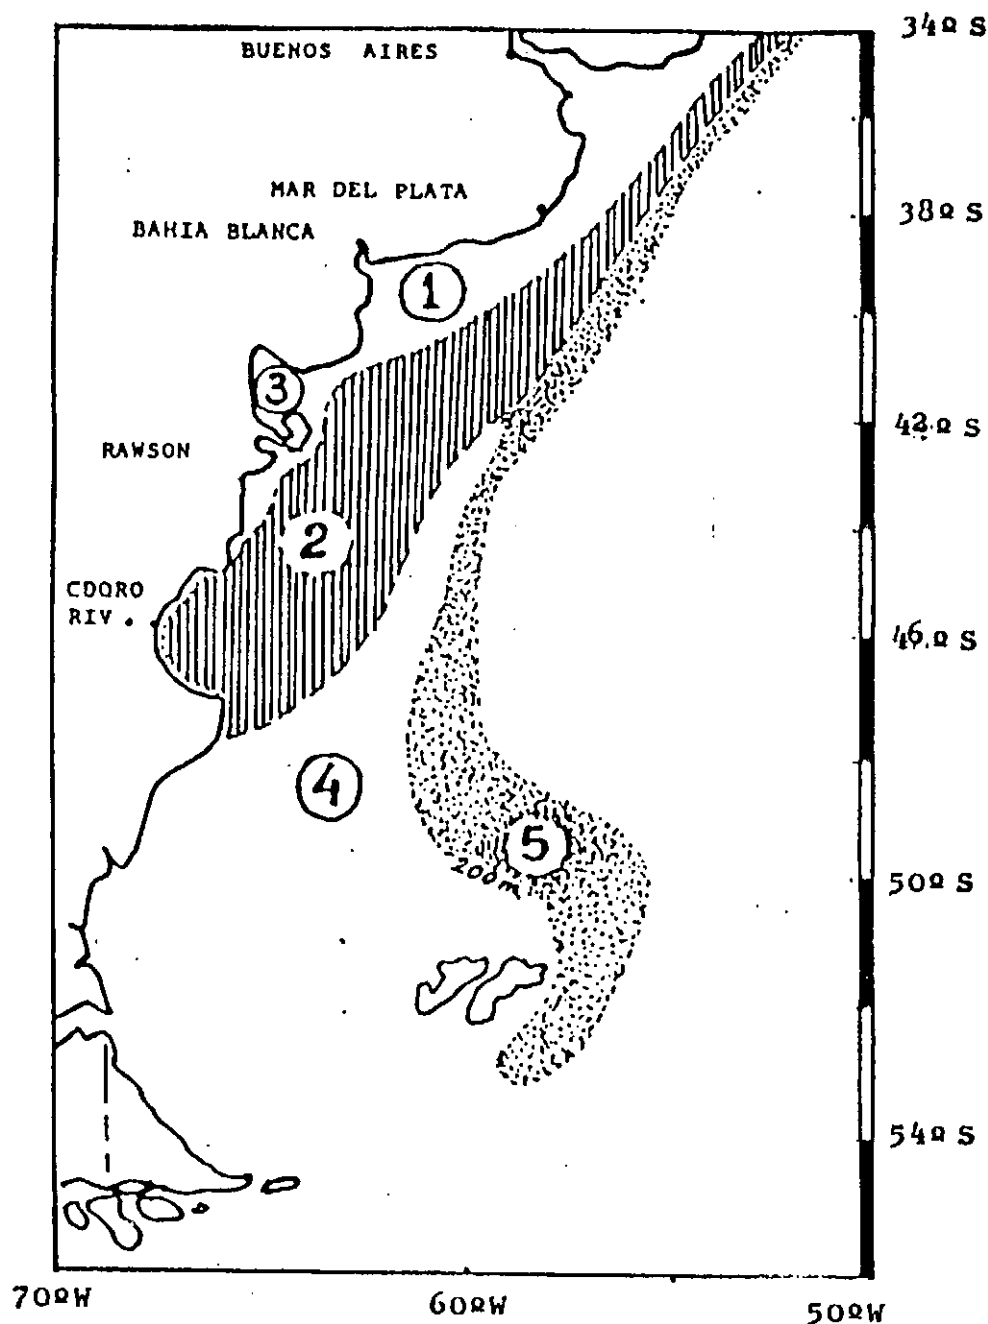 34º S
BUENOS AIRES
MAR DEL PLATA
38º S
BAHIA BLANCA
1
3
42º S
RAWSON
2
CDORO
RIV.
46.º S
4
5
200m
50º S
54º S
70ºW
60ºW
50ºW